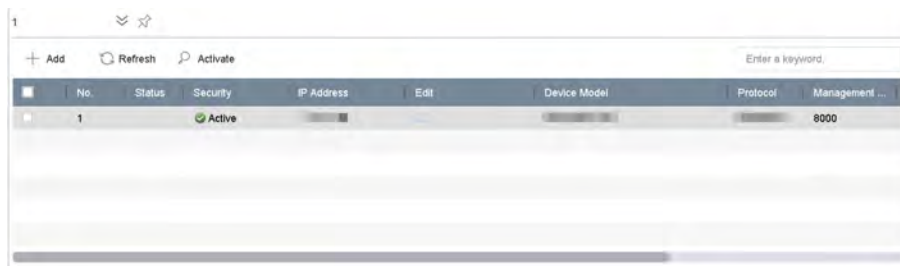 1
Add Refresh Activate Enter a keyword.
No. Status Security IP Address Edit Device Model Protocol Management ...
1 Active 8000